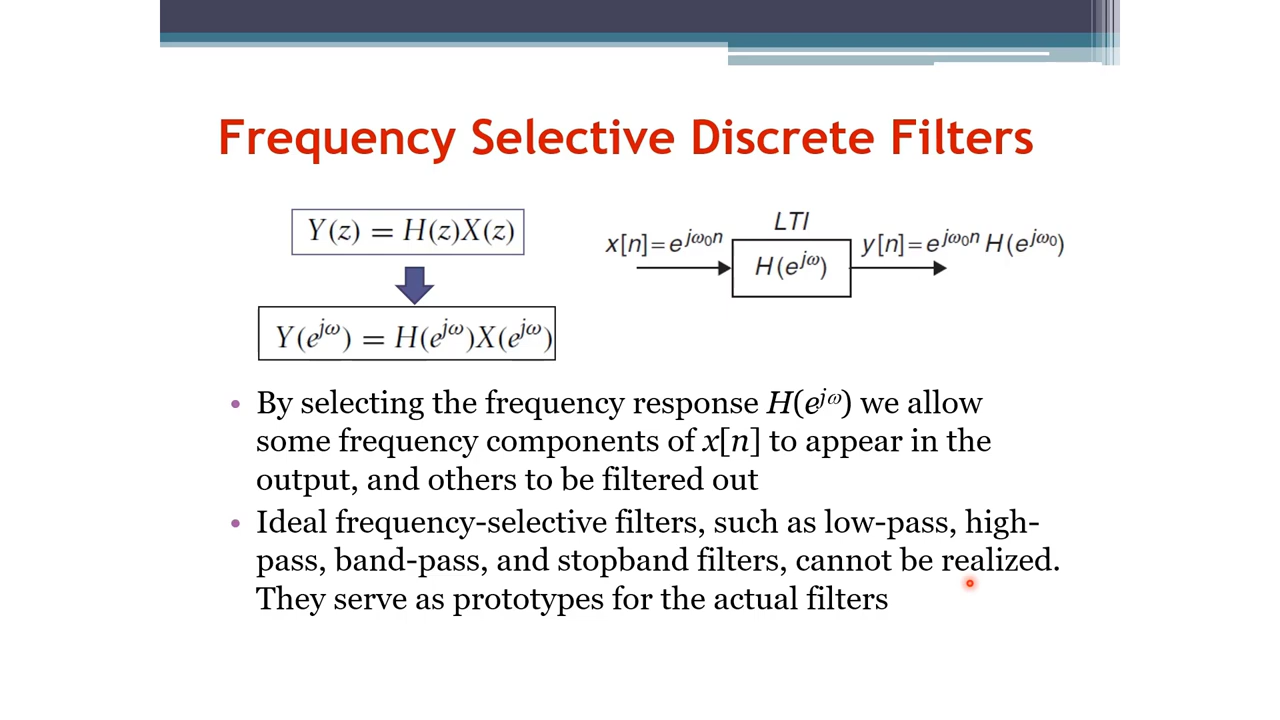 Frequency Selective Discrete Filters
Y(z) = H(z)X(z)
Y(e^{jω}) = H(e^{jω})X(e^{jω})
LTI
x[n]=e^{jω₀n}
H(e^{jω})
y[n]=e^{jω₀n} H(e^{jω₀})
• By selecting the frequency response H(e^{jω}) we allow
some frequency components of x[n] to appear in the
output, and others to be filtered out
• Ideal frequency-selective filters, such as low-pass, high-
pass, band-pass, and stopband filters, cannot be realized.
They serve as prototypes for the actual filters